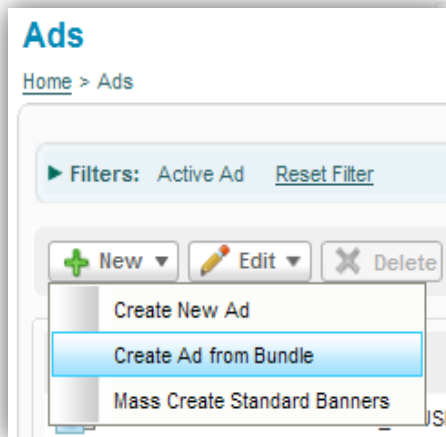 Ads
Home > Ads
Filters: Active Ad Reset Filter
New Edit Delete
Create New Ad
Create Ad from Bundle
Mass Create Standard Banners